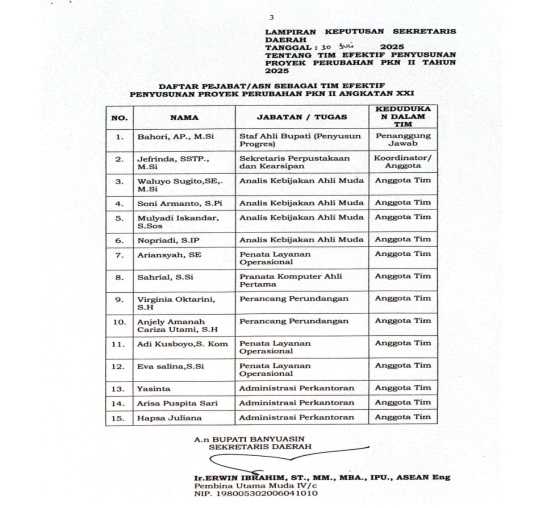 3
LAMPIRAN KEPUTUSAN SEKRETARIS
DAERAH
TANGGAL : 30 Juli 2025
TENTANG TIM EFEKTIF PENYUSUNAN
PROYEK PERUBAHAN PKN II TAHUN
2025
DAFTAR PEJABAT/ASN SEBAGAI TIM EFEKTIF
PENYUSUNAN PROYEK PERUBAHAN PKN II ANGKATAN XXI
NO. NAMA JABATAN / TUGAS KEDUDUKA
N DALAM
TIM
1. Bahori, AP., M.Si Staf Ahli Bupati (Penyusun Penanggung
Progres) Jawab
2. Jefrinda, SSTP., Sekretaris Perpustakaan Koordinator/
M.Si dan Kearsipan Anggota
3. Waluyo Sugito,SE,. Analis Kebijakan Ahli Muda Anggota Tim
M.Si
4. Soni Armanto, S.Pi Analis Kebijakan Ahli Muda Anggota Tim
5. Mulyadi Iskandar, Analis Kebijakan Ahli Muda Anggota Tim
S.Sos
6. Nopriadi, S.IP Analis Kebijakan Ahli Muda Anggota Tim
7. Ariansyah, SE Penata Layanan Anggota Tim
Operasional
8. Sahrial, S.Si Pranata Komputer Ahli Anggota Tim
Pertama
9. Virginia Oktarini, Perancang Perundangan Anggota Tim
S.H
10. Anjely Amanah Perancang Perundangan Anggota Tim
Cariza Utami, S.H
11. Adi Kusboyo,S. Kom Penata Layanan Anggota Tim
Operasional
12. Eva salina,S.Si Penata Layanan Anggota Tim
Operasional
13. Yasinta Administrasi Perkantoran Anggota Tim
14. Arisa Puspita Sari Administrasi Perkantoran Anggota Tim
15. Hapsa Juliana Administrasi Perkantoran Anggota Tim
A.n BUPATI BANYUASIN
SEKRETARIS DAERAH
Ir.ERWIN IBRAHIM, ST., MM., MBA., IPU., ASEAN Eng
Pembina Utama Muda IV/c
NIP. 198005302006041010